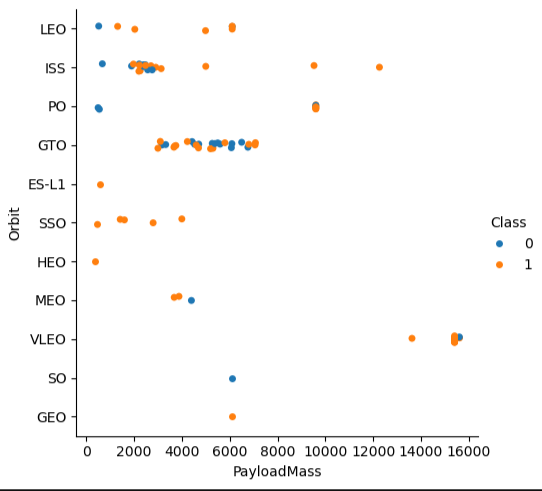 LEO
ISS
PO
GTO
ES-L1
SSO
HEO
MEO
VLEO
SO
GEO
Orbit
0 2000 4000 6000 8000 10000 12000 14000 16000
PayloadMass
Class
0
1